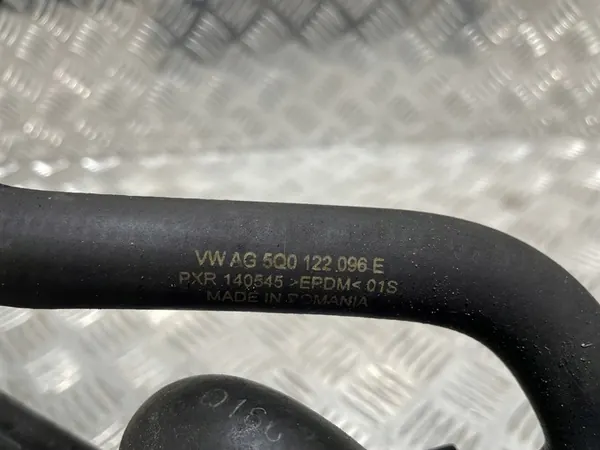 VW AG 5Q0 122 096 E
PXR 140545 >EPDM< 01S
MADE IN ROMANIA